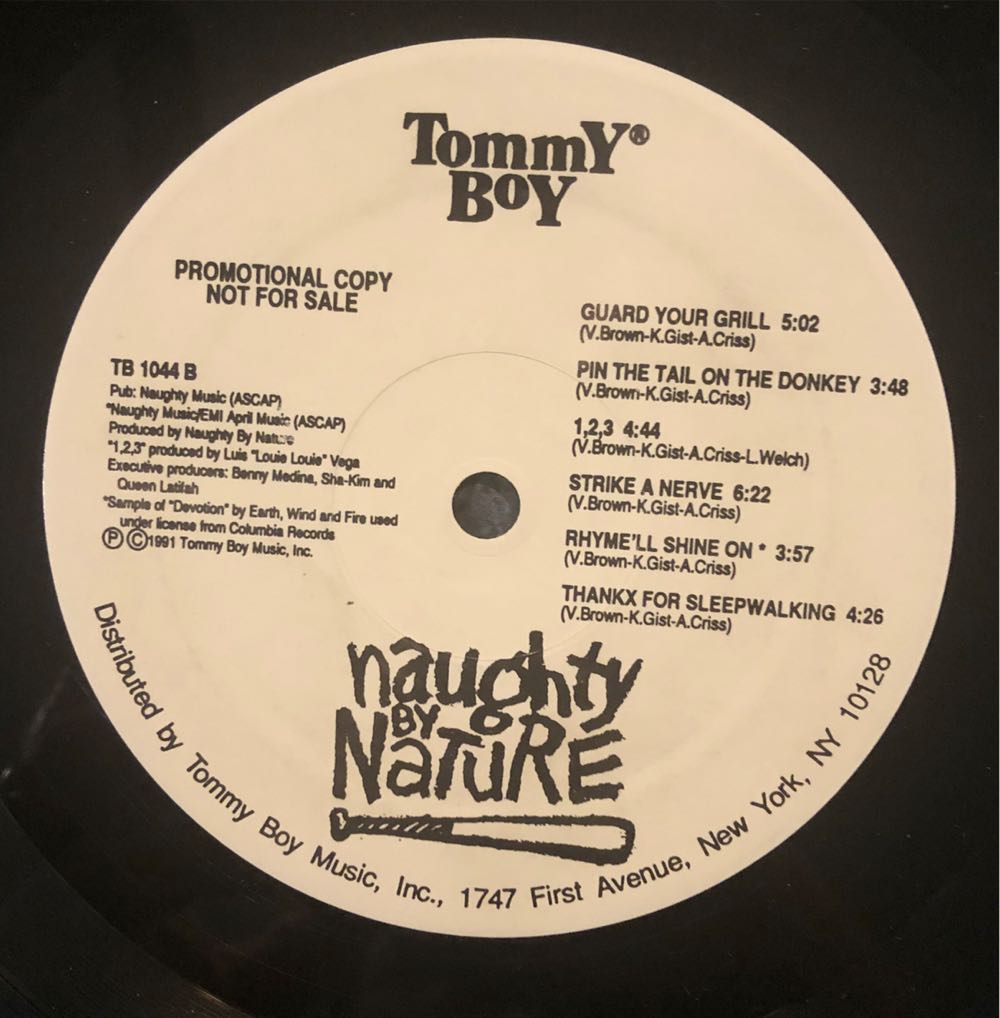 TommY®
BoY
PROMOTIONAL COPY
NOT FOR SALE
TB 1044 B
Pub: Naughty Music (ASCAP)
*Naughty Music/EMI April Music (ASCAP)
Produced by Naughty By Nature
"1,2,3" produced by Luis "Louie Louie" Vega
Executive producers: Benny Medina, Sha-Kim and
Queen Latifah
*Sample of "Devotion" by Earth, Wind and Fire used
under license from Columbia Records
Ⓟ Ⓒ1991 Tommy Boy Music, Inc.
GUARD YOUR GRILL 5:02
(V.Brown-K.Gist-A.Criss)
PIN THE TAIL ON THE DONKEY 3:48
(V.Brown-K.Gist-A.Criss)
1,2,3 4:44
(V.Brown-K.Gist-A.Criss-L.Welch)
STRIKE A NERVE 6:22
(V.Brown-K.Gist-A.Criss)
RHYME'LL SHINE ON * 3:57
(V.Brown-K.Gist-A.Criss)
THANKX FOR SLEEPWALKING 4:26
(V.Brown-K.Gist-A.Criss)
naughty
BY
NaTuRE
Distributed by Tommy Boy Music, Inc., 1747 First Avenue, New York, NY 10128